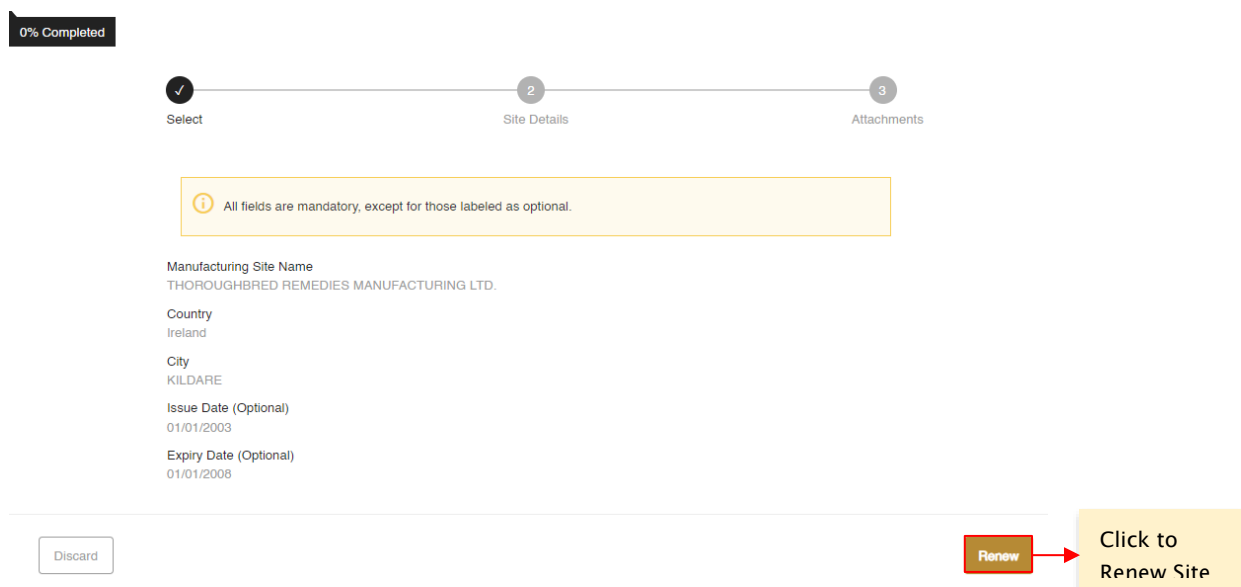 0% Completed
✓
2
3
Select
Site Details
Attachments
All fields are mandatory, except for those labeled as optional.
Manufacturing Site Name
THOROUGHBRED REMEDIES MANUFACTURING LTD.
Country
Ireland
City
KILDARE
Issue Date (Optional)
01/01/2003
Expiry Date (Optional)
01/01/2008
Discard
Renew
Click to
Renew Site